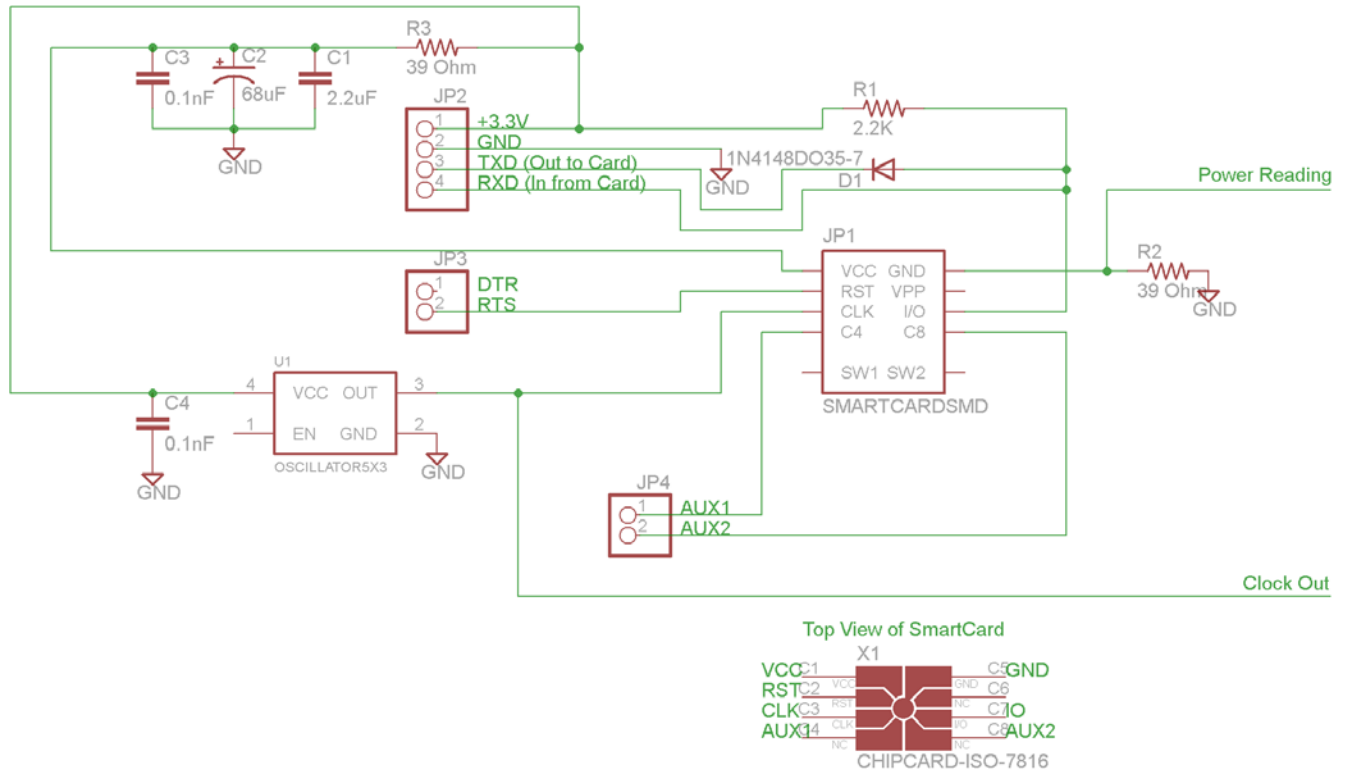 R3
39 Ohm
C3
0.1nF
C2
68uF
C1
2.2uF
+
GND
JP2
1 +3.3V
2 GND
3 TXD (Out to Card)
4 RXD (In from Card)
GND
R1
2.2K
1N4148DO35-7
D1
Power Reading
JP3
1 DTR
2 RTS
JP1
VCC GND
RST VPP
CLK I/O
C4 C8
SW1 SW2
SMARTCARDSMD
R2
39 Ohm
GND
U1
4 VCC OUT 3
1 EN GND 2
OSCILLATOR5X3
GND
C4
0.1nF
GND
JP4
1 AUX1
2 AUX2
Clock Out
Top View of SmartCard
X1
VCC C1 VCC GND C5 GND
RST C2 RST NC C6
CLK C3 CLK I/O C7 IO
AUX1 C4 NC NC C8 AUX2
CHIPCARD-ISO-7816